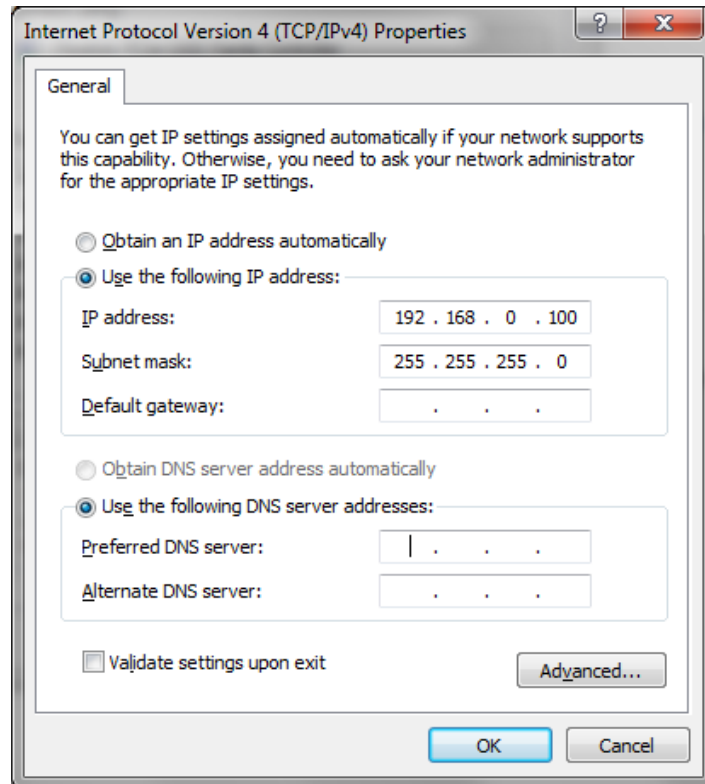 Internet Protocol Version 4 (TCP/IPv4) Properties
?
X
General
You can get IP settings assigned automatically if your network supports
this capability. Otherwise, you need to ask your network administrator
for the appropriate IP settings.
Obtain an IP address automatically
Use the following IP address:
IP address: 192 . 168 . 0 . 100
Subnet mask: 255 . 255 . 255 . 0
Default gateway: . . .
Obtain DNS server address automatically
Use the following DNS server addresses:
Preferred DNS server: . . .
Alternate DNS server: . . .
Validate settings upon exit
Advanced...
OK Cancel